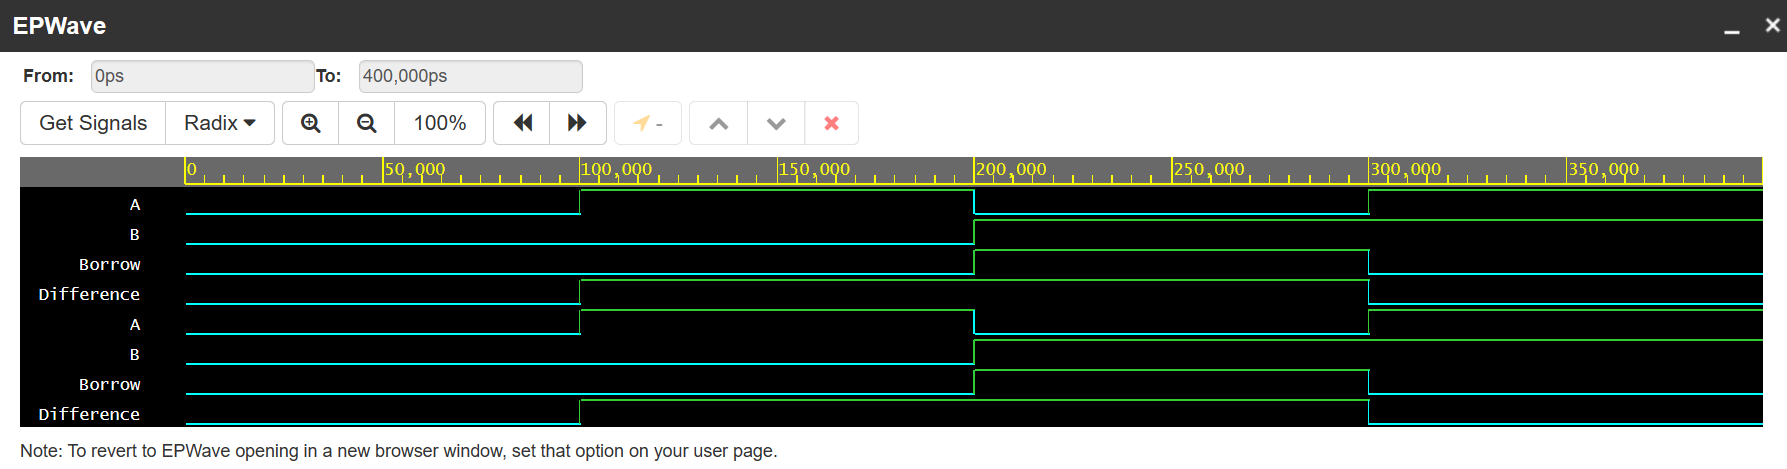 EPWave
From: 0ps To: 400,000ps
Get Signals Radix 100% -
0 50,000 100,000 150,000 200,000 250,000 300,000 350,000
A
B
Borrow
Difference
A
B
Borrow
Difference
Note: To revert to EPWave opening in a new browser window, set that option on your user page.